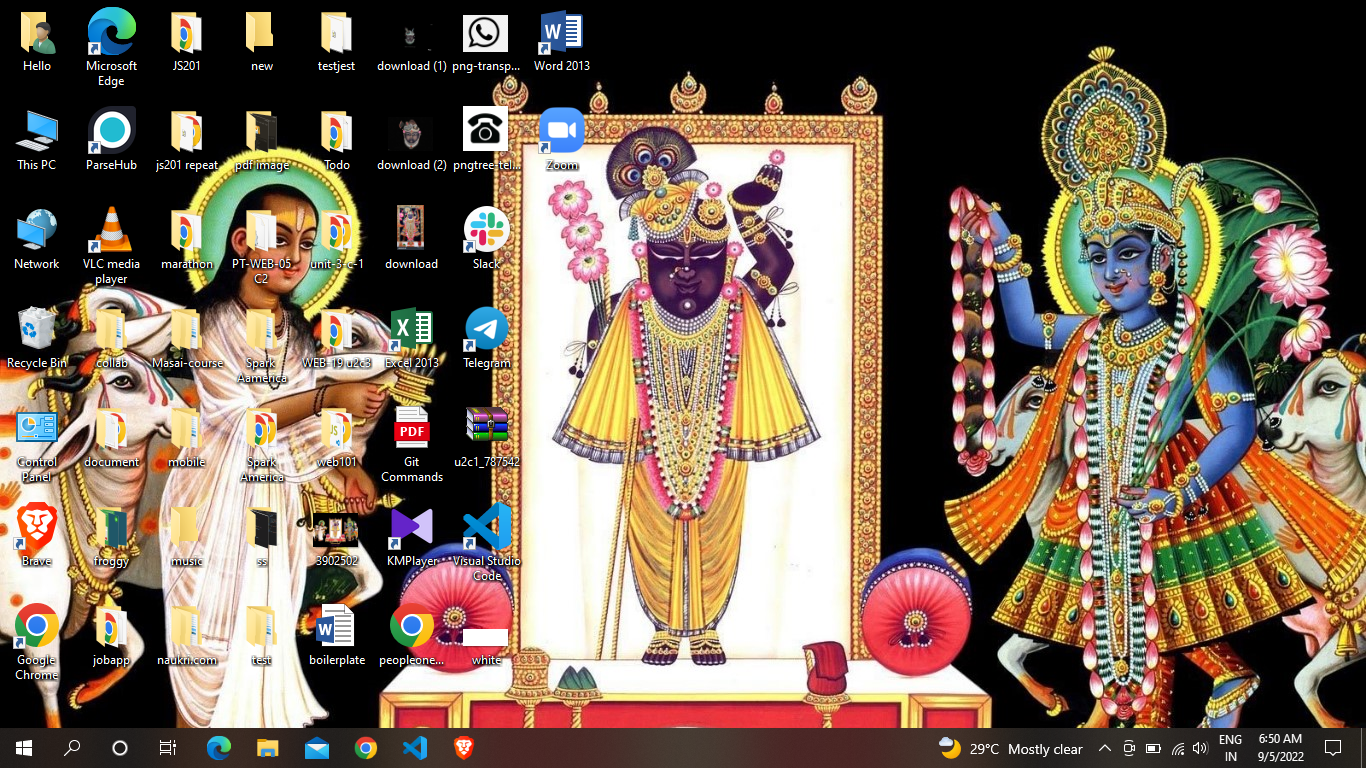 Hello
Microsoft
Edge
JS201
new
testjest
download (1)
png-transp...
Word 2013
This PC
ParseHub
js201 repeat
pdf image
Todo
download (2)
pngtree-tel...
Zoom
Network
VLC media
player
marathon
PT-WEB-05_
C2
unit-3-c-1
download
Slack
Recycle Bin
collab
Masai-course
Spark
Aamerica
WEB-19 u2c3
Excel 2013
Telegram
Control
Panel
document
mobile
Spark
America
JS
web101
PDF
Git
Commands
u2c1_787542
Brave
froggy
music
ss
3902502
KMPlayer
Visual Studio
Code
Google
Chrome
jobapp
naukri.com
test
boilerplate
peopleone...
white
29°C Mostly clear
ENG
IN
6:50 AM
9/5/2022